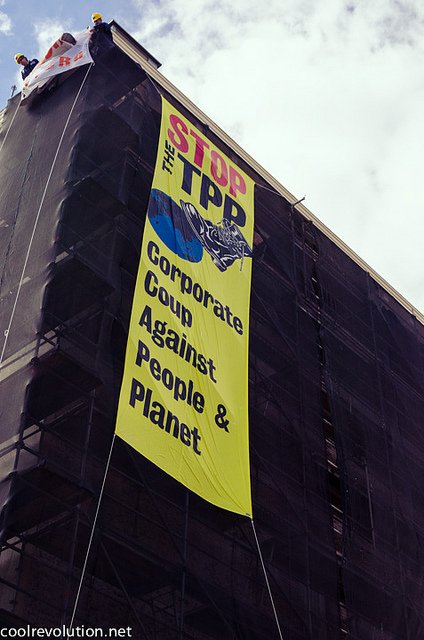 STOP
THE
TPP
Corporate
Coup
Against
People &
Planet
coolrevolution.net